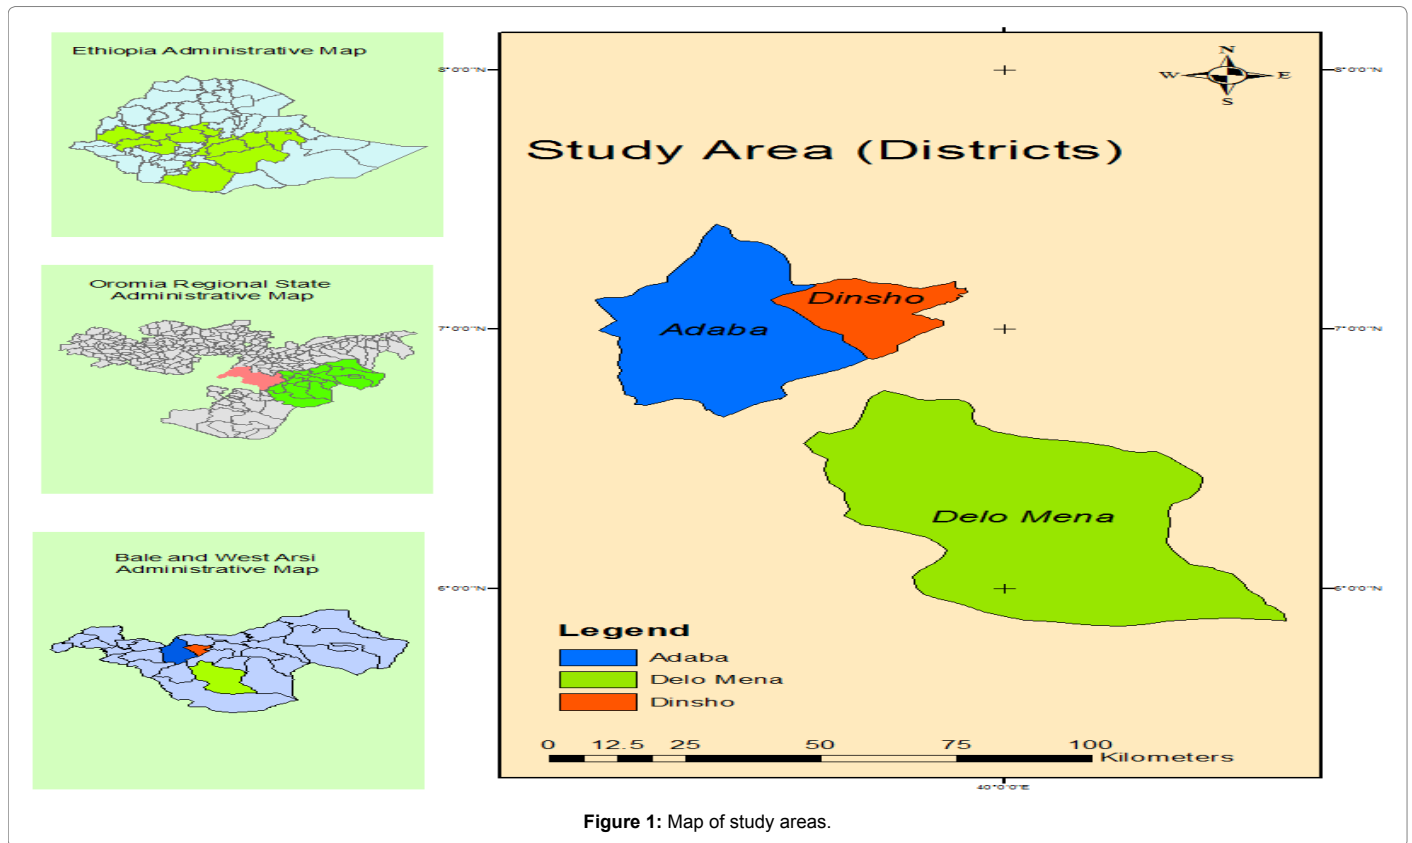 Ethiopia Administrative Map
Oromia Regional State
Administrative Map
Bale and West Arsi
Administrative Map
8°0'0"N
8°0'0"N
N
W
E
S
Study Area (Districts)
Dinsho
Adaba
7°0'0"N
7°0'0"N
Delo Mena
6°0'0"N
6°0'0"N
Legend
Adaba
Delo Mena
Dinsho
0 12.5 25 50 75 100
Kilometers
40°0'0"E
Figure 1: Map of study areas.